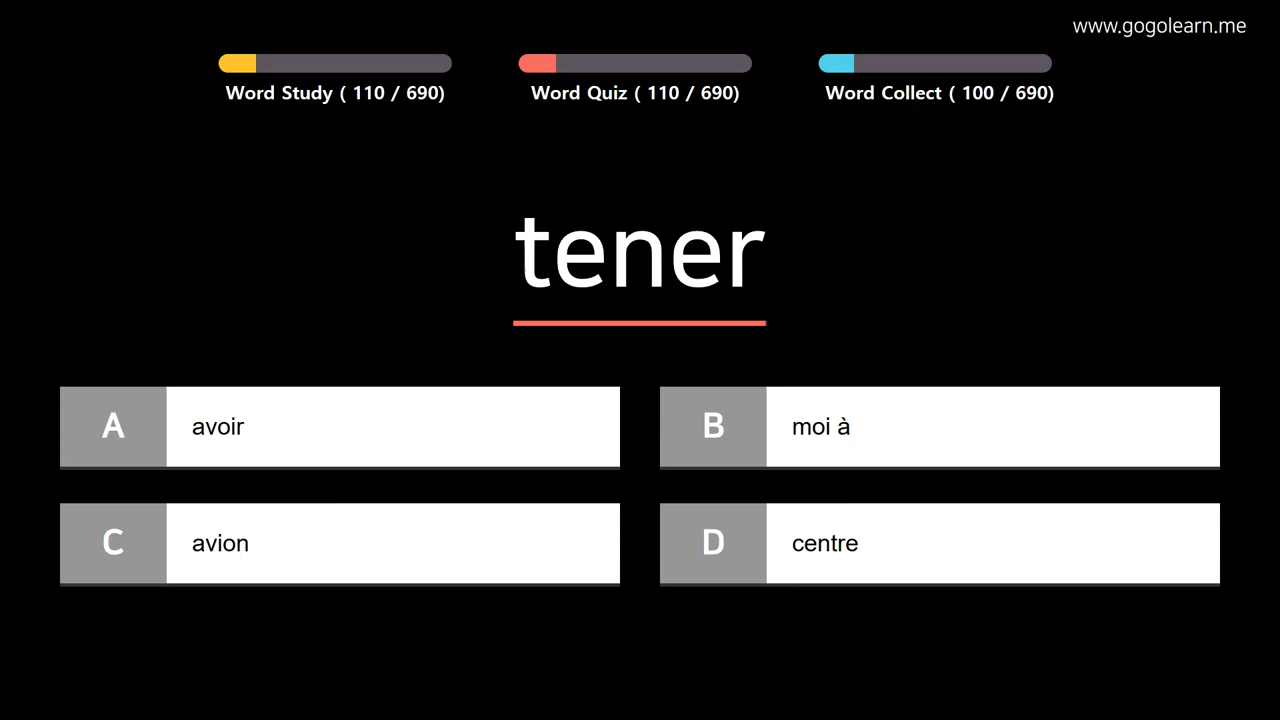 www.gogolearn.me
Word Study ( 110 / 690)
Word Quiz ( 110 / 690)
Word Collect ( 100 / 690)
tener
A
avoir
B
moi à
C
avion
D
centre